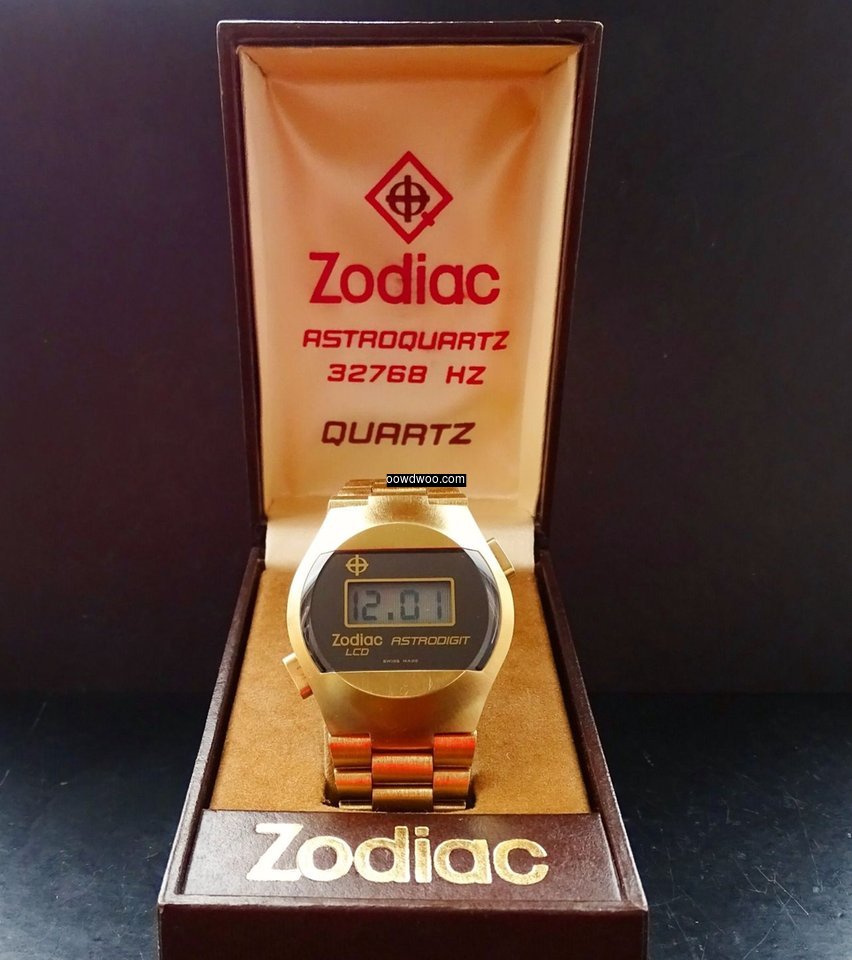 Zodiac
ASTROQUARTZ
32768 HZ
QUARTZ
oowdwoo.com
12.01
Zodiac ASTRODIGIT
LCD
SWISS MADE
Zodiac